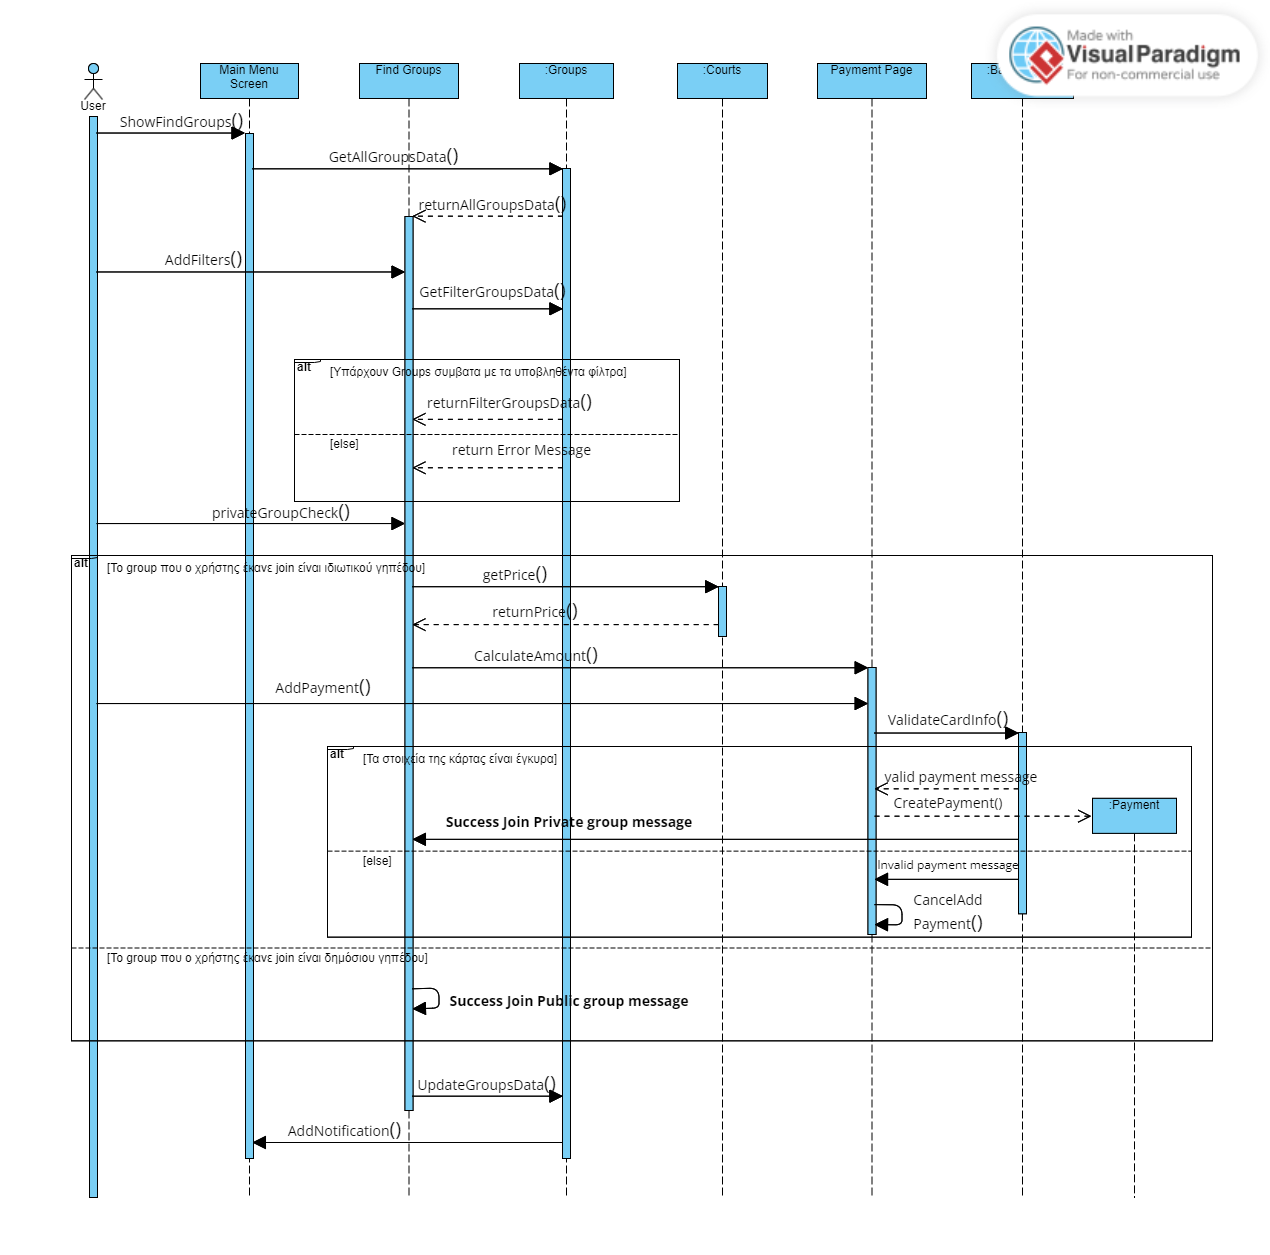 Made with
Visual Paradigm
For non-commercial use
User
Main Menu
Screen
Find Groups
:Groups
:Courts
Paymemt Page
ShowFindGroups()
GetAllGroupsData()
returnAllGroupsData()
AddFilters()
GetFilterGroupsData()
alt
[Υπάρχουν Groups συμβατα με τα υποβληθέντα φίλτρα]
returnFilterGroupsData()
[else]
return Error Message
privateGroupCheck()
alt
[Το group που ο χρήστης έκανε join είναι ιδιωτικού γηπέδου]
getPrice()
returnPrice()
CalculateAmount()
AddPayment()
ValidateCardInfo()
alt
[Τα στοιχεία της κάρτας είναι έγκυρα]
valid payment message
CreatePayment()
:Payment
Success Join Private group message
[else]
Invalid payment message
CancelAdd
Payment()
[Το group που ο χρήστης έκανε join είναι δημόσιου γηπέδου]
Success Join Public group message
UpdateGroupsData()
AddNotification()